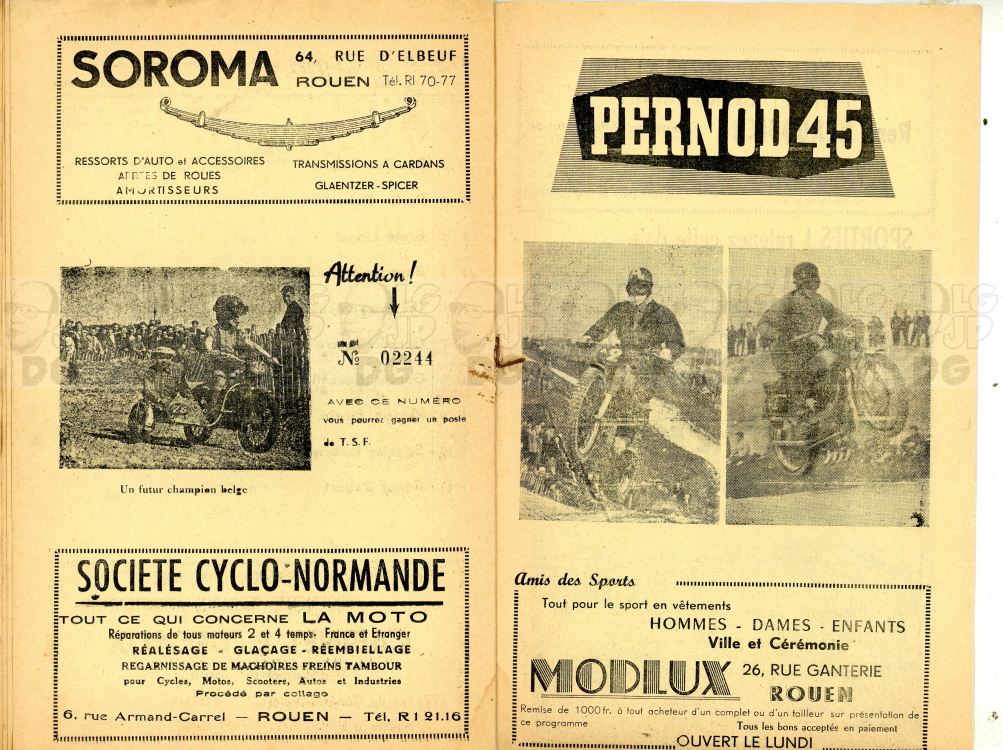 SOROMA
64, RUE D'ELBEUF
ROUEN Tél. RI 70-77
RESSORTS D'AUTO et ACCESSOIRES
DE ROUES
AMORTISSEURS
TRANSMISSIONS A CARDANS
GLAENTZER - SPICER
Attention !
No 02244
AVEC CE NUMÉRO
vous pourrez gagner un poste
de T.S.F.
Un futur champion belge
SOCIETE CYCLO-NORMANDE
TOUT CE QUI CONCERNE LA MOTO
Réparations de tous moteurs 2 et 4 temps- France et Etranger
RÉALÉSAGE - GLAÇAGE - RÉEMBIELLAGE
REGARNISSAGE DE MACHOIRES FREINS TAMBOUR
pour Cycles, Motos, Scooters, Autos et Industries
Procédé par collage
6. rue Armand-Carrel — ROUEN — Tél. RI 21.16
PERNOD 45
Amis des Sports
Tout pour le sport en vêtements
HOMMES - DAMES - ENFANTS
Ville et Cérémonie
MODLUX 26, RUE GANTERIE
ROUEN
Remise de 1000 fr. à tout acheteur d'un complet ou d'un tailleur sur présentation de
ce programme
Tous les bons acceptés en paiement
OUVERT LE LUNDI